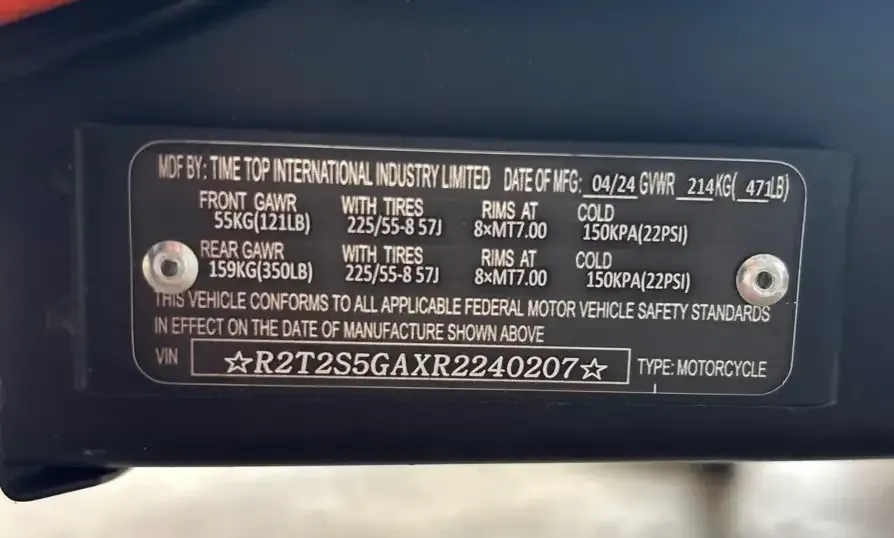 MDF BY: TIME TOP INTERNATIONAL INDUSTRY LIMITED DATE OF MFG: 04/24 GVWR 214KG( 471LB)
FRONT GAWR WITH TIRES RIMS AT COLD
55KG(121LB) 225/55-8 57J 8×MT7.00 150KPA(22PSI)
REAR GAWR WITH TIRES RIMS AT COLD
159KG(350LB) 225/55-8 57J 8×MT7.00 150KPA(22PSI)
THIS VEHICLE CONFORMS TO ALL APPLICABLE FEDERAL MOTOR VEHICLE SAFETY STANDARDS
IN EFFECT ON THE DATE OF MANUFACTURE SHOWN ABOVE
VIN ☆R2T2S5GAXR2240207☆ TYPE: MOTORCYCLE